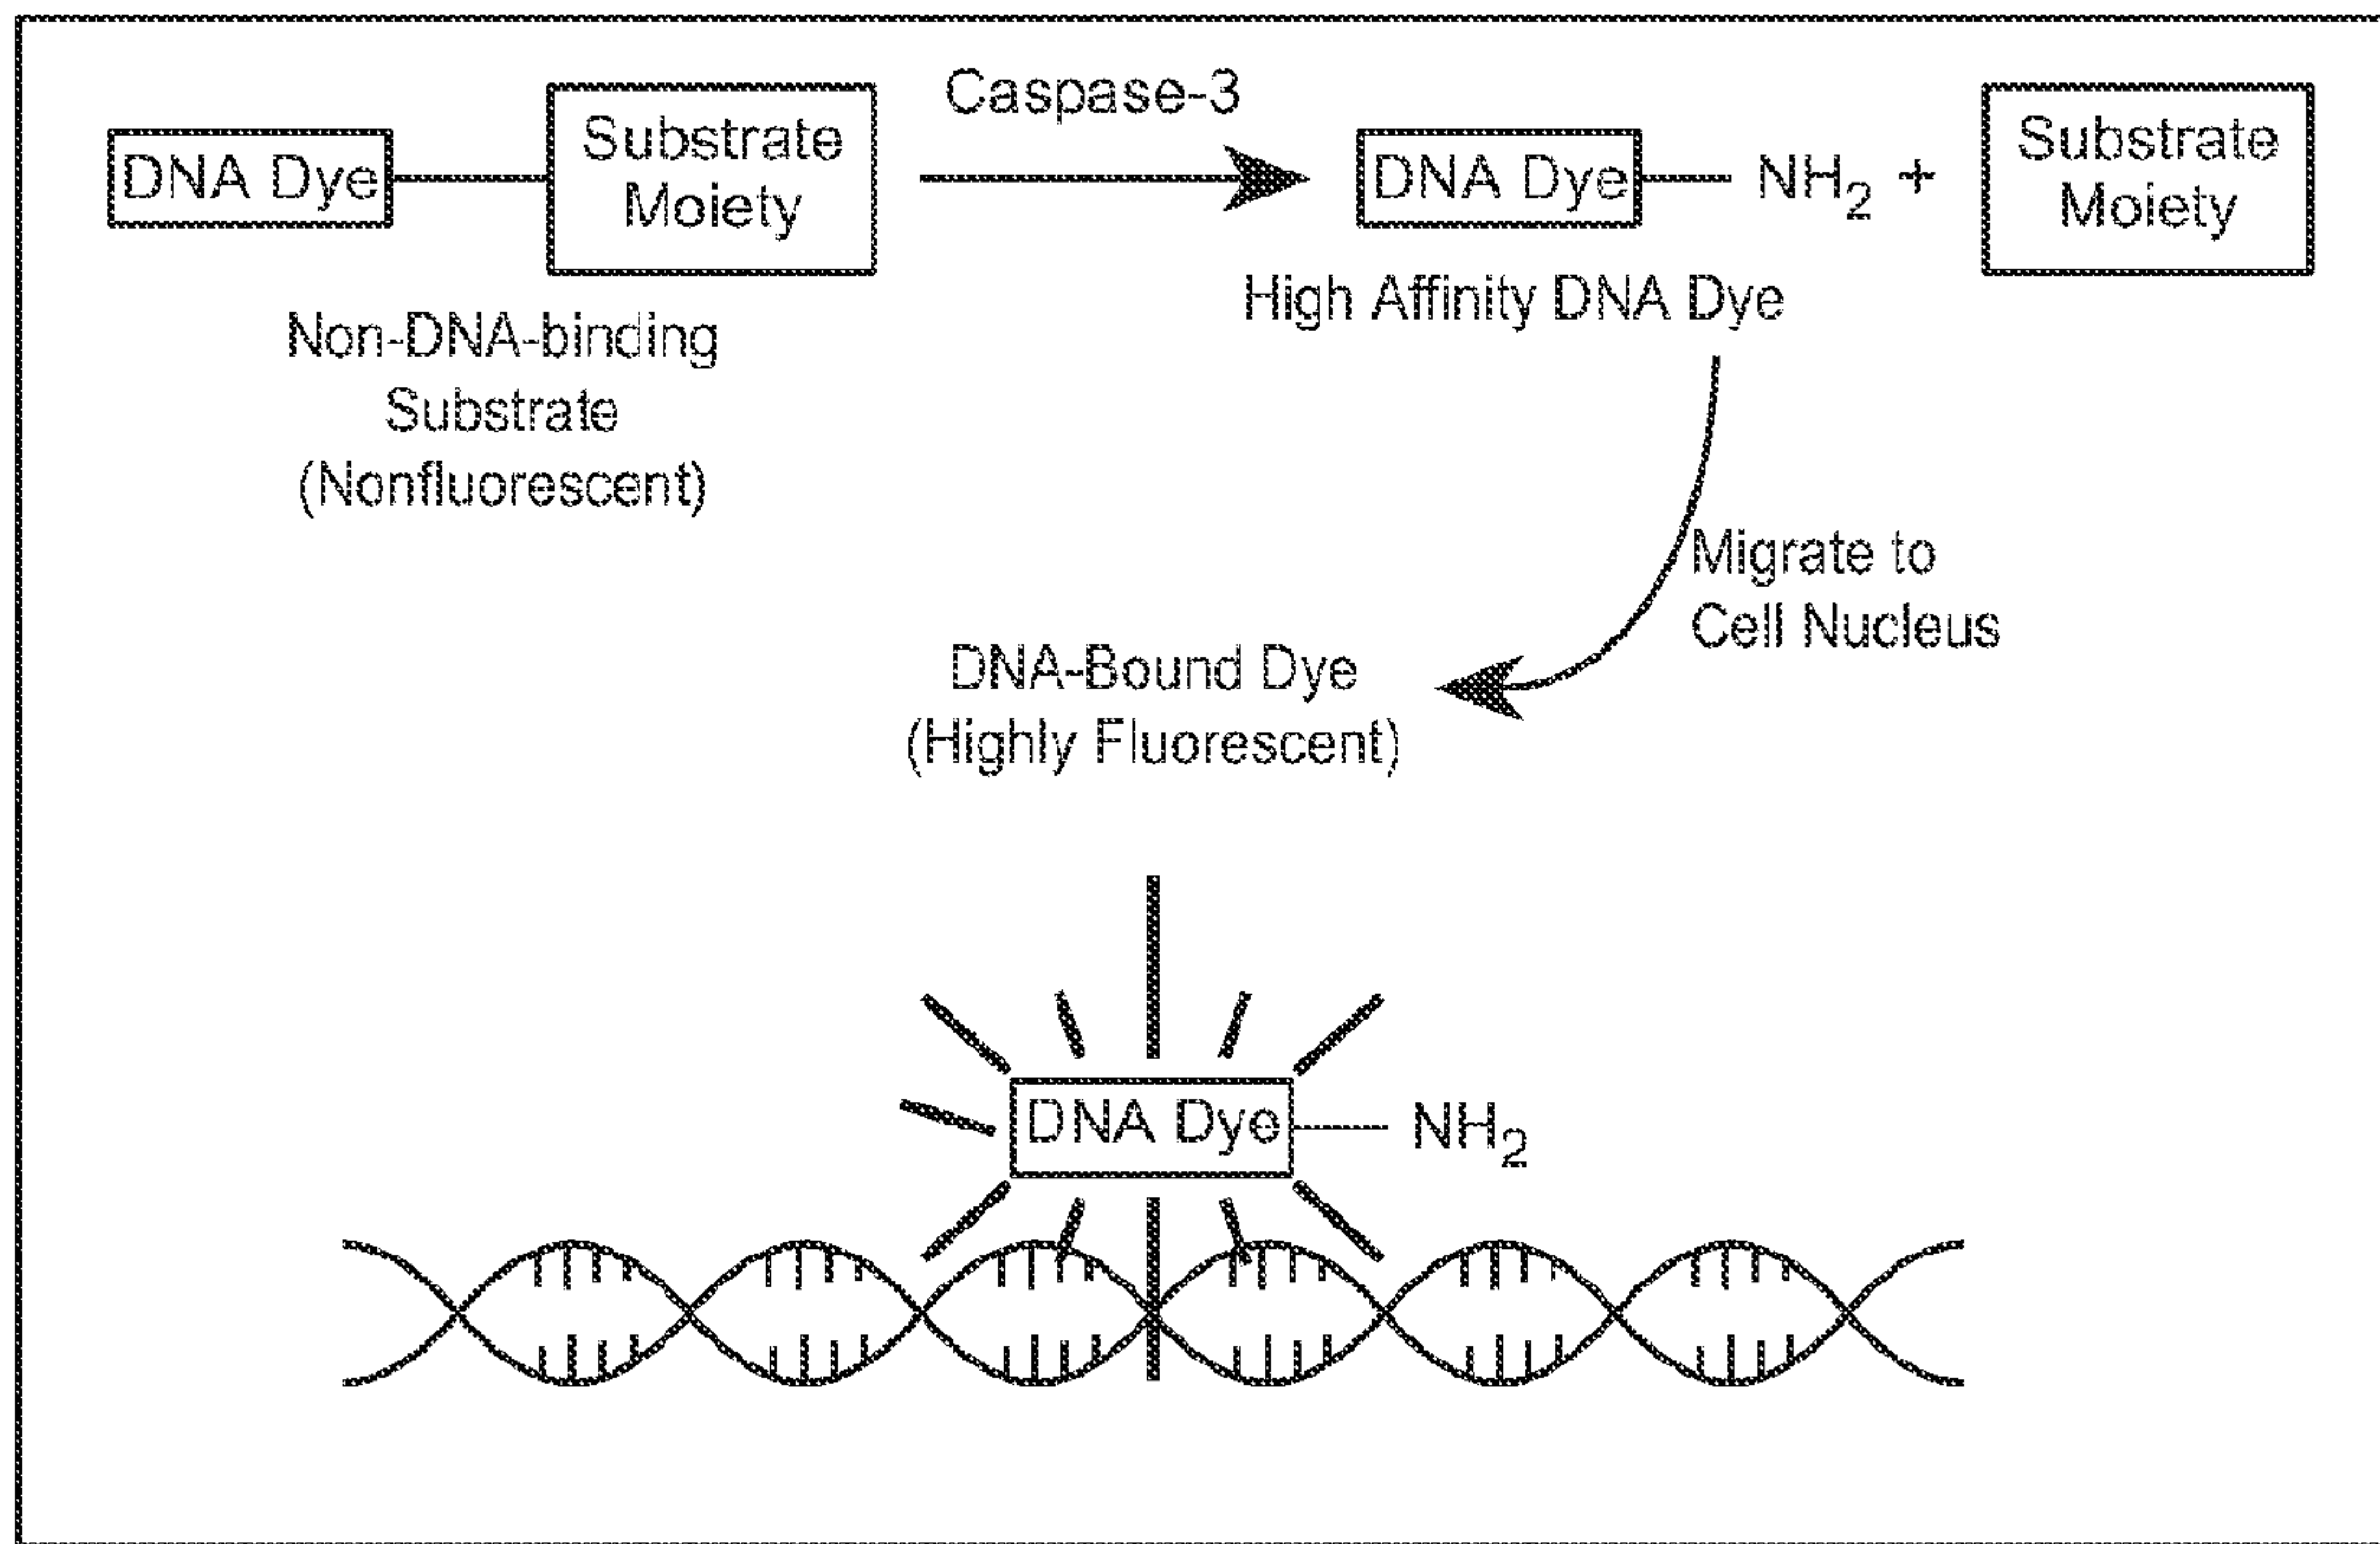 DNA Dye
Substrate
Moiety
Caspase-3
DNA Dye
NH2 +
Substrate
Moiety
Non-DNA-binding
Substrate
(Nonfluorescent)
High Affinity DNA Dye
Migrate to
Cell Nucleus
DNA-Bound Dye
(Highly Fluorescent)
DNA Dye
NH2